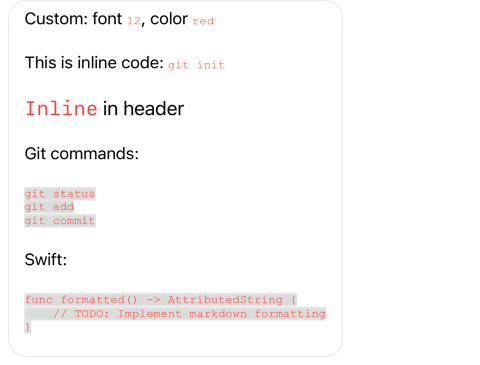 Custom: font 12, color red
This is inline code: git init
Inline in header
Git commands:
git status
git add
git commit
Swift:
func formatted() -> AttributedString {
    // TODO: Implement markdown formatting
}